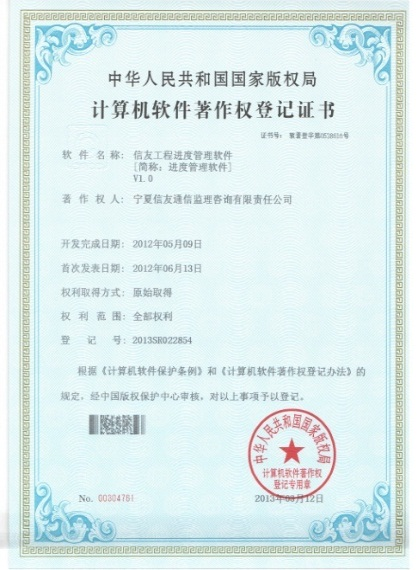 中华人民共和国国家版权局
计算机软件著作权登记证书
证书号： 软著登字第0528616号
软件名称： 信友工程进度管理软件
[简称：进度管理软件]
V1.0
著作权人： 宁夏信友通信监理咨询有限责任公司
开发完成日期： 2012年05月09日
首次发表日期： 2012年06月13日
权利取得方式： 原始取得
权利范围： 全部权利
登记号： 2013SR022854
根据《计算机软件保护条例》和《计算机软件著作权登记办法》的
规定，经中国版权保护中心审核，对以上事项予以登记。
中华人民共和国国家版权局
计算机软件著作权
登记专用章
No. 00304761
2013年03月12日